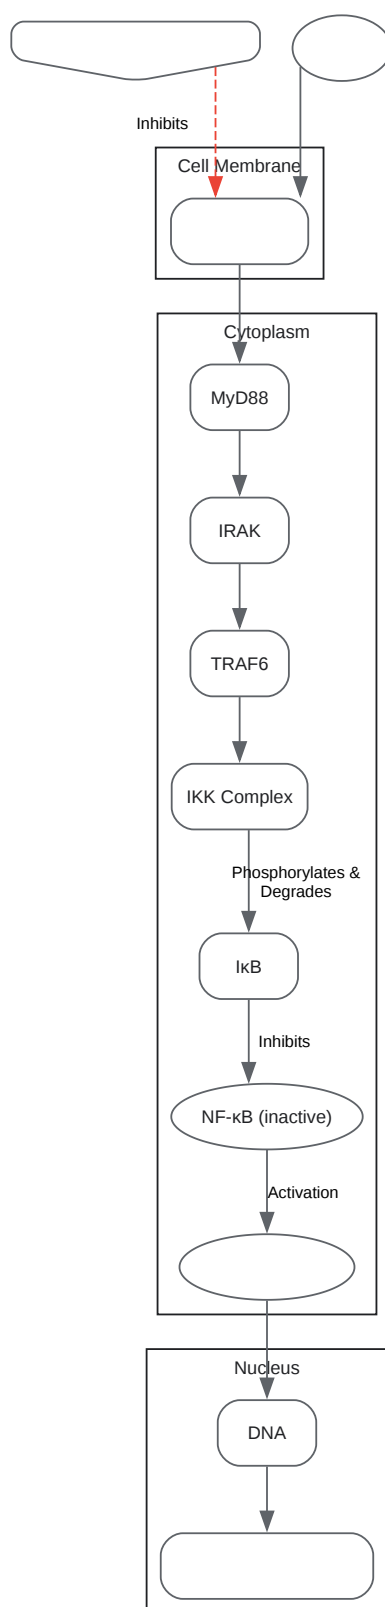 Inhibits
Cell Membrane
Cytoplasm
MyD88
IRAK
TRAF6
IKK Complex
Phosphorylates &
Degrades
IκB
Inhibits
NF-κB (inactive)
Activation
Nucleus
DNA